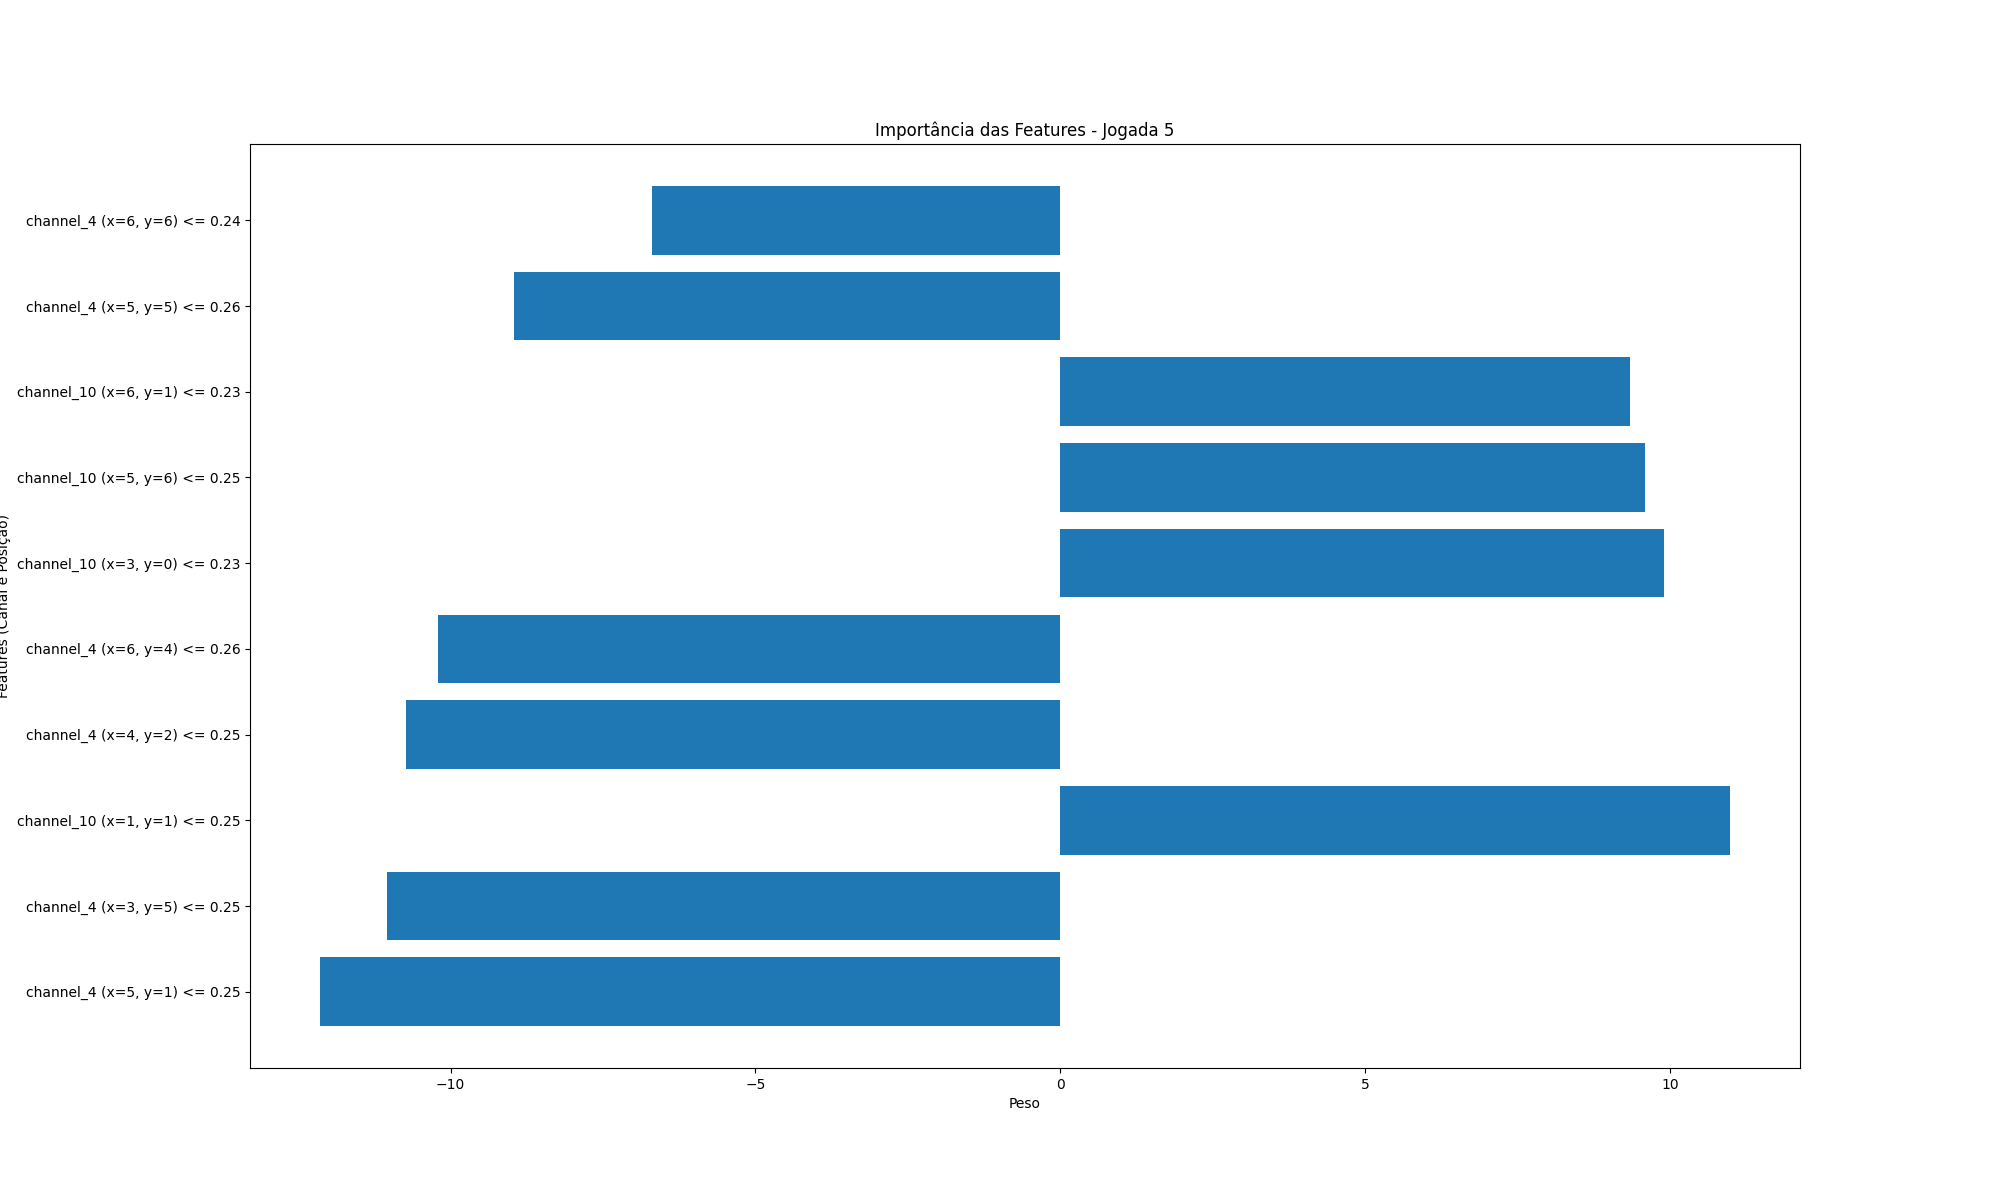 Importância das Features - Jogada 5
channel_4 (x=6, y=6) <= 0.24
channel_4 (x=5, y=5) <= 0.26
channel_10 (x=6, y=1) <= 0.23
channel_10 (x=5, y=6) <= 0.25
channel_10 (x=3, y=0) <= 0.23
channel_4 (x=6, y=4) <= 0.26
channel_4 (x=4, y=2) <= 0.25
channel_10 (x=1, y=1) <= 0.25
channel_4 (x=3, y=5) <= 0.25
channel_4 (x=5, y=1) <= 0.25
Features (Canal e Posição)
−10 −5 0 5 10
Peso